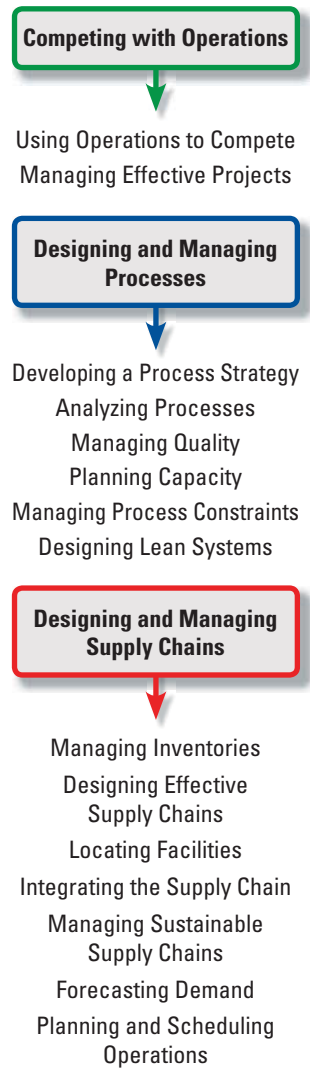 Competing with Operations
Using Operations to Compete
Managing Effective Projects
Designing and Managing
Processes
Developing a Process Strategy
Analyzing Processes
Managing Quality
Planning Capacity
Managing Process Constraints
Designing Lean Systems
Designing and Managing
Supply Chains
Managing Inventories
Designing Effective
Supply Chains
Locating Facilities
Integrating the Supply Chain
Managing Sustainable
Supply Chains
Forecasting Demand
Planning and Scheduling
Operations